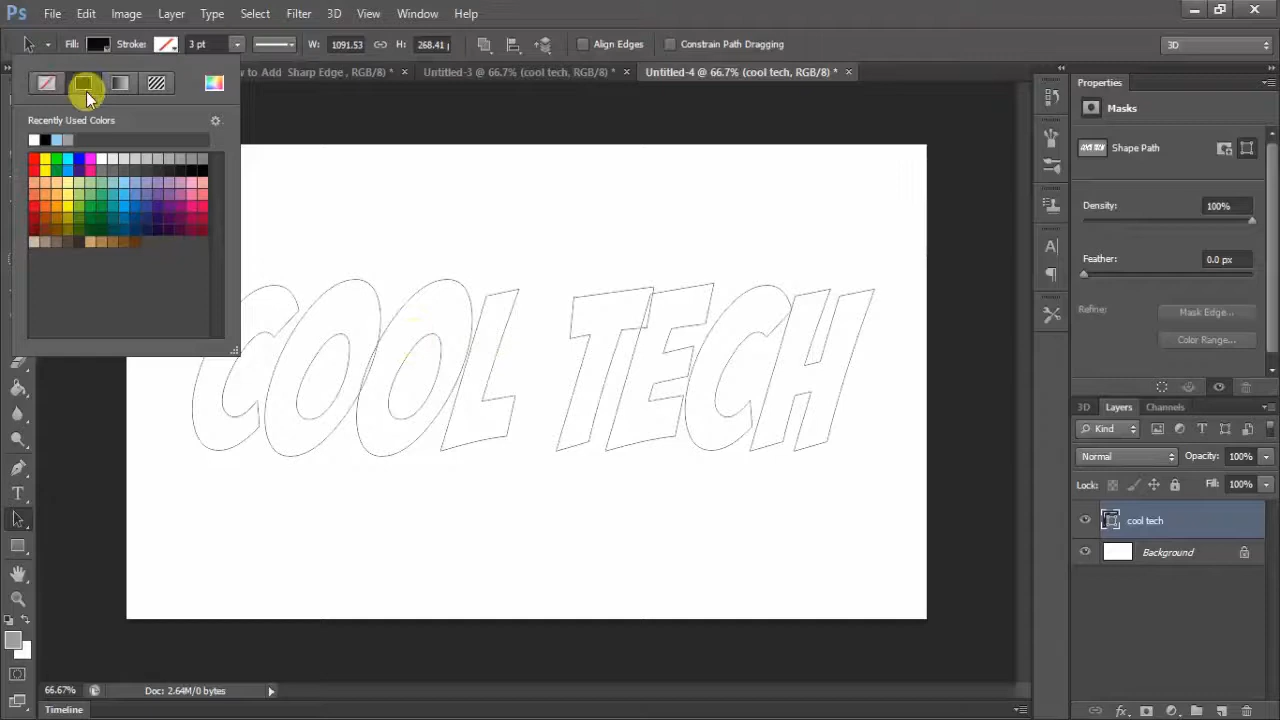 Ps File Edit Image Layer Type Select Filter 3D View Window Help
Fill: Stroke: 3 pt W: 1091.53 H: 268.41 Align Edges Constrain Path Dragging 3D
w to Add Sharp Edge , RGB/8) * × Untitled-3 @ 66.7% (cool tech, RGB/8) * × Untitled-4 @ 66.7% (cool tech, RGB/8) * ×
Properties
Masks
Recently Used Colors
Shape Path
Density: 100%
Feather: 0.0 px
Refine: Mask Edge...
Color Range...
COOL TECH
3D Layers Channels
Kind
Normal Opacity: 100%
Lock: Fill: 100%
cool tech
Background
66.67% Doc: 2.64M/0 bytes
Timeline